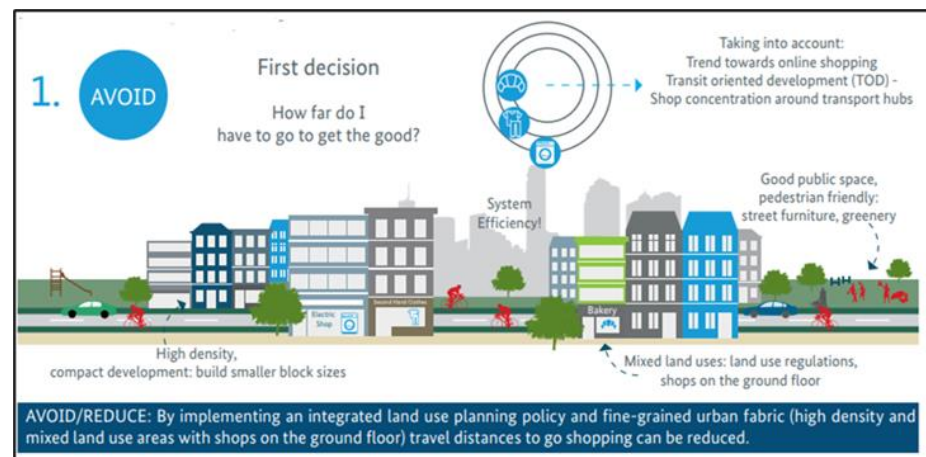 1.
AVOID
First decision
How far do I
have to go to get the good?
Taking into account:
Trend towards online shopping
Transit oriented development (TOD) -
Shop concentration around transport hubs
Good public space,
pedestrian friendly:
street furniture, greenery
System
Efficiency!
Electric
Shop
Second Hand Clothes
Bakery
High density,
compact development: build smaller block sizes
Mixed land uses: land use regulations,
shops on the ground floor
AVOID/REDUCE: By implementing an integrated land use planning policy and fine-grained urban fabric (high density and
mixed land use areas with shops on the ground floor) travel distances to go shopping can be reduced.